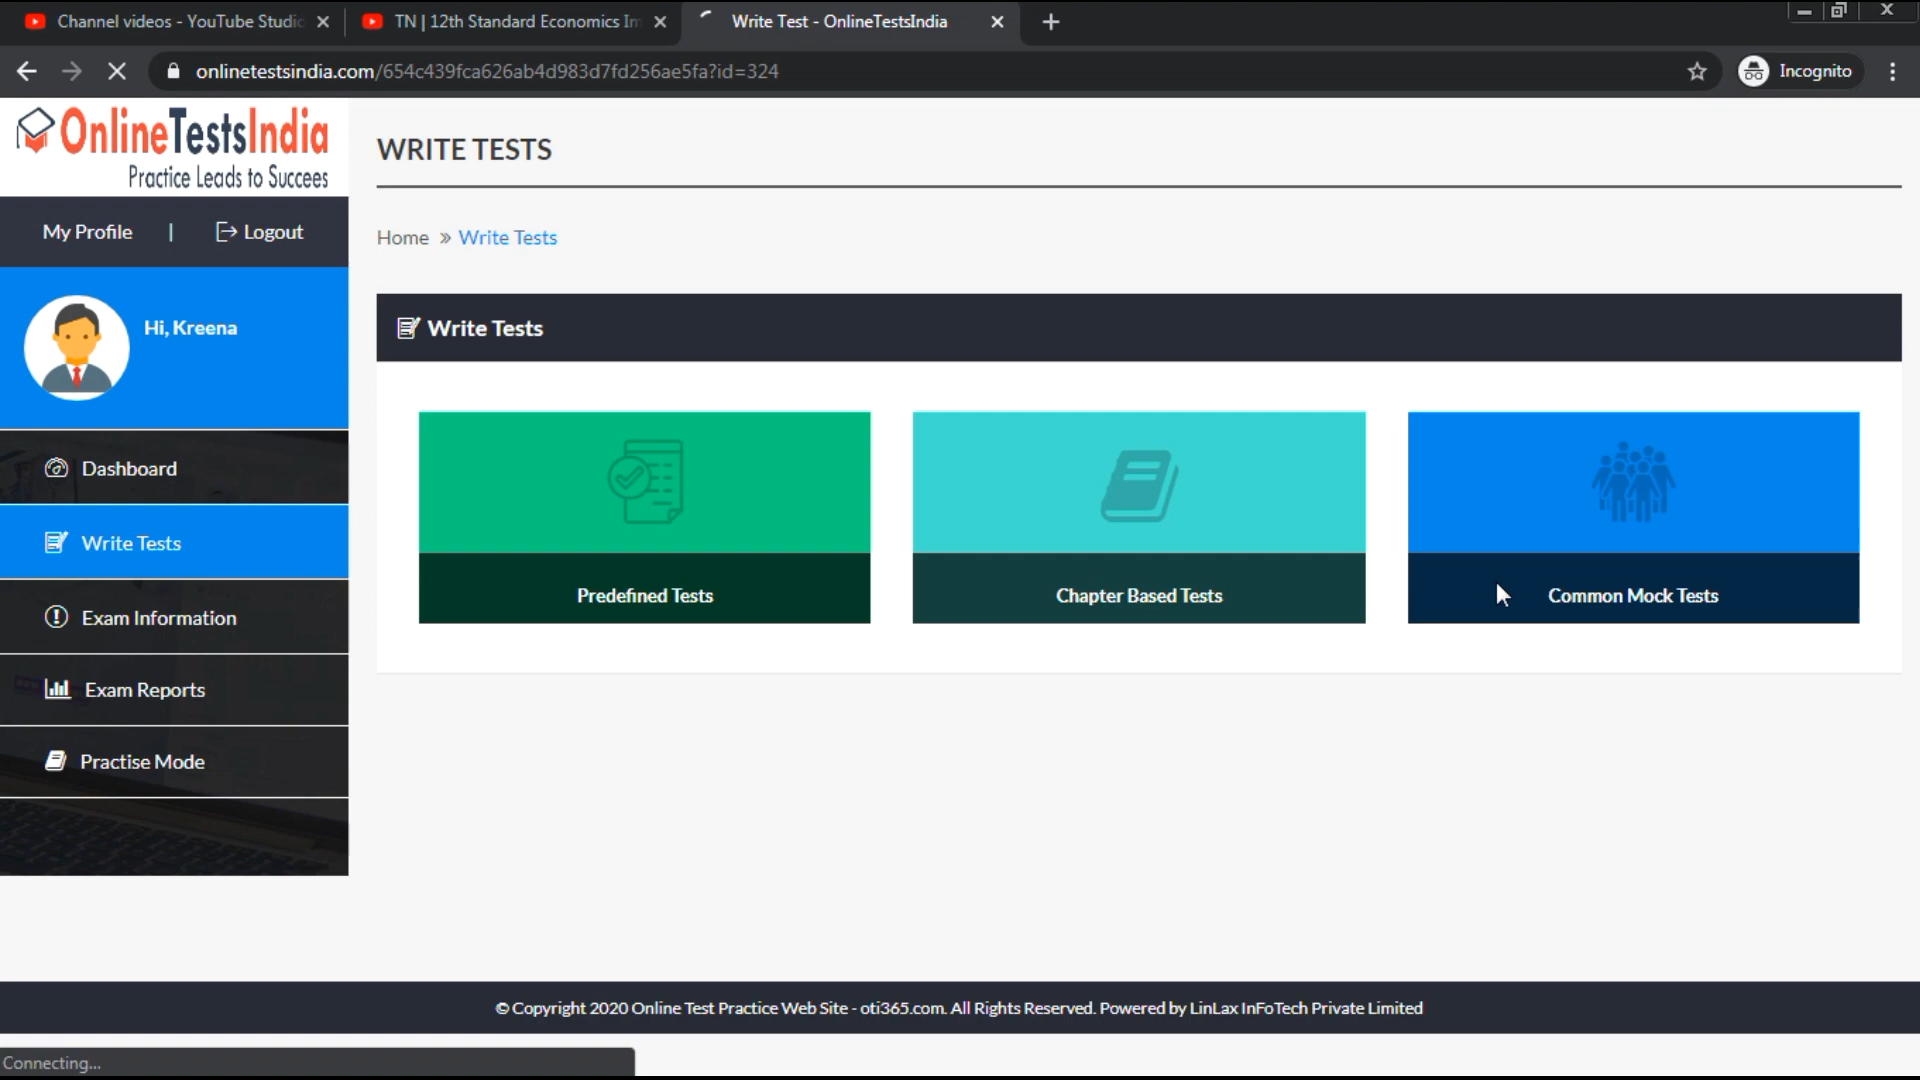 Channel videos - YouTube Studio
TN | 12th Standard Economics Im
Write Test - OnlineTestsIndia
onlinetestsindia.com/654c439fca626ab4d983d7fd256ae5fa?id=324
Incognito
OnlineTestsIndia
Practice Leads to Succees
My Profile | Logout
Hi, Kreena
Dashboard
Write Tests
Exam Information
Exam Reports
Practise Mode
WRITE TESTS
Home » Write Tests
Write Tests
Predefined Tests
Chapter Based Tests
Common Mock Tests
© Copyright 2020 Online Test Practice Web Site - oti365.com. All Rights Reserved. Powered by LinLax InFoTech Private Limited
Connecting...